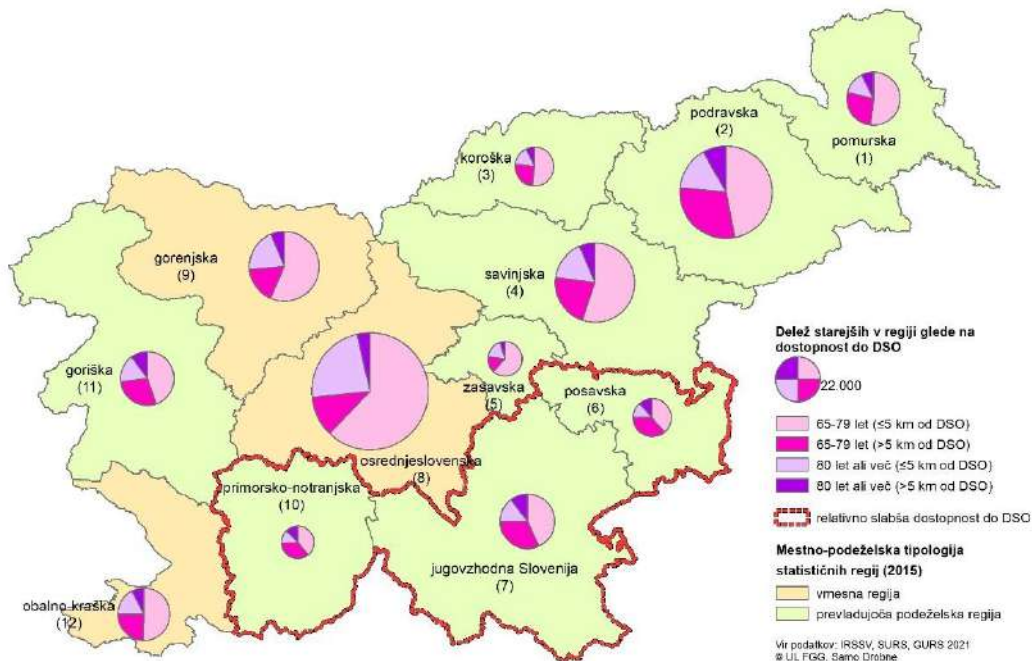 podravska
(2)
pomurska
(1)
koroška
(3)
gorenjska
(9)
savinjska
(4)
goriška
(11)
zasavska
(5)
posavska
(6)
osrednjeslovenska
(8)
primorsko-notranjska
(10)
jugovzhodna Slovenija
(7)
obalno-kraška
(12)
Delež starejših v regiji glede na
dostopnost do DSO
22.000
65-79 let (≤5 km od DSO)
65-79 let (>5 km od DSO)
80 let ali več (≤5 km od DSO)
80 let ali več (>5 km od DSO)
relativno slabša dostopnost do DSO
Mestno-podeželska tipologija
statističnih regij (2015)
vmesna regija
prevladujoča podeželska regija
Vir podatkov: IRSSV, SURS, GURS 2021
© UL FGG, Samo Drobne